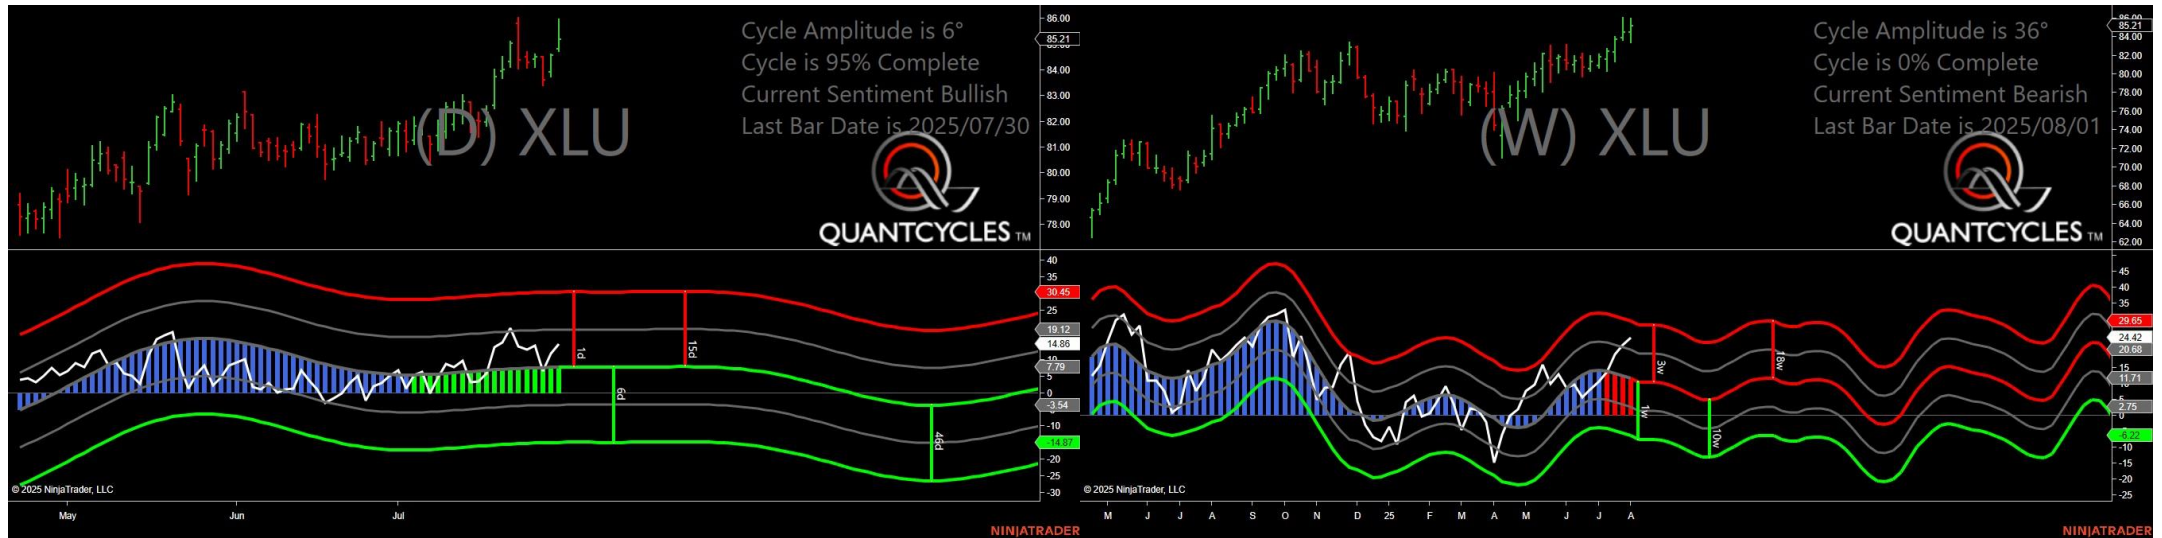 Cycle Amplitude is 6°
Cycle is 95% Complete
Current Sentiment Bullish
Last Bar Date is 2025/07/30
(D) XLU
QUANTCYCLES TM
86.00
85.21
84.00
83.00
82.00
81.00
80.00
79.00
78.00
40
35
30.45
25
19.12
14.86
10
7.79
5
0
-3.54
-10
-14.87
-20
-25
-30
1d
15d
6d
46d
© 2025 NinjaTrader, LLC
May
Jun
Jul
NINJATRADER
Cycle Amplitude is 36°
Cycle is 0% Complete
Current Sentiment Bearish
Last Bar Date is 2025/08/01
(W) XLU
QUANTCYCLES TM
86.00
85.21
84.00
82.00
80.00
78.00
76.00
74.00
72.00
70.00
68.00
66.00
64.00
62.00
45
40
35
29.65
24.42
20.68
15
11.71
5
2.75
0
-6.22
-10
-15
-20
-25
3w
18w
1w
10w
© 2025 NinjaTrader, LLC
M J J A S O N D 25 F M A M J J A
NINJATRADER